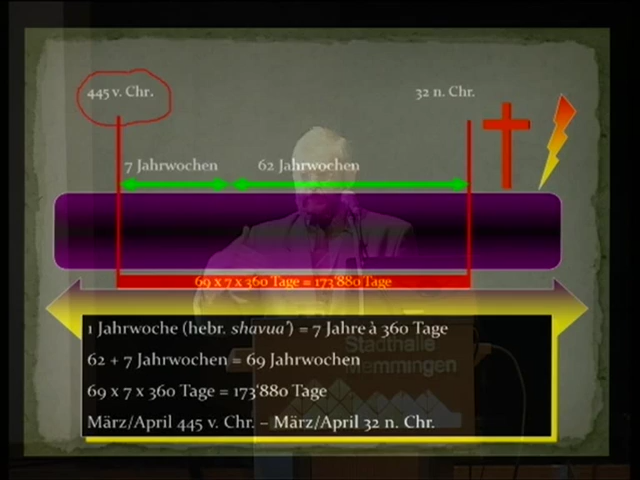 445 v. Chr.
32 n. Chr.
7 Jahrwochen
62 Jahrwochen
69 x 7 x 360 Tage = 173'880 Tage
1 Jahrwoche (hebr. shavua') = 7 Jahre à 360 Tage
62 + 7 Jahrwochen = 69 Jahrwochen
69 x 7 x 360 Tage = 173'880 Tage
März/April 445 v. Chr. – März/April 32 n. Chr.
Stadthalle
Memmingen